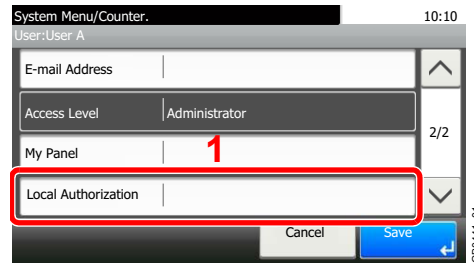 System Menu/Counter. 10:10
User:User A
E-mail Address
Access Level Administrator
2/2
My Panel 1
Local Authorization
Cancel Save